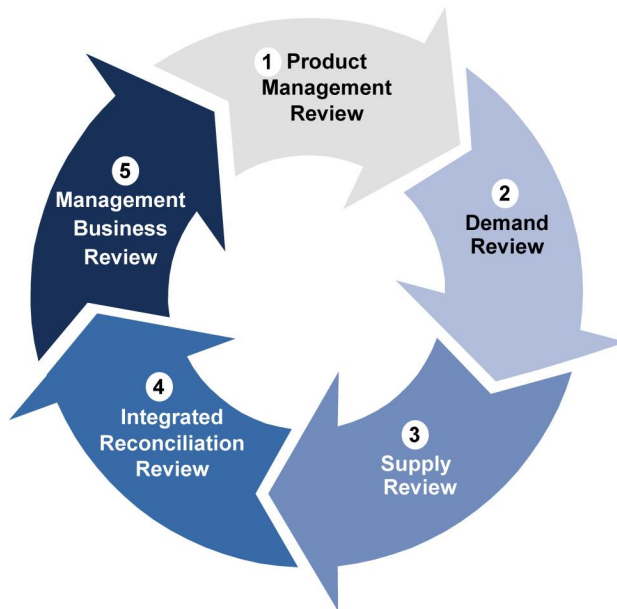 1 Product
Management
Review
2
Demand
Review
3
Supply
Review
4
Integrated
Reconciliation
Review
5
Management
Business
Review